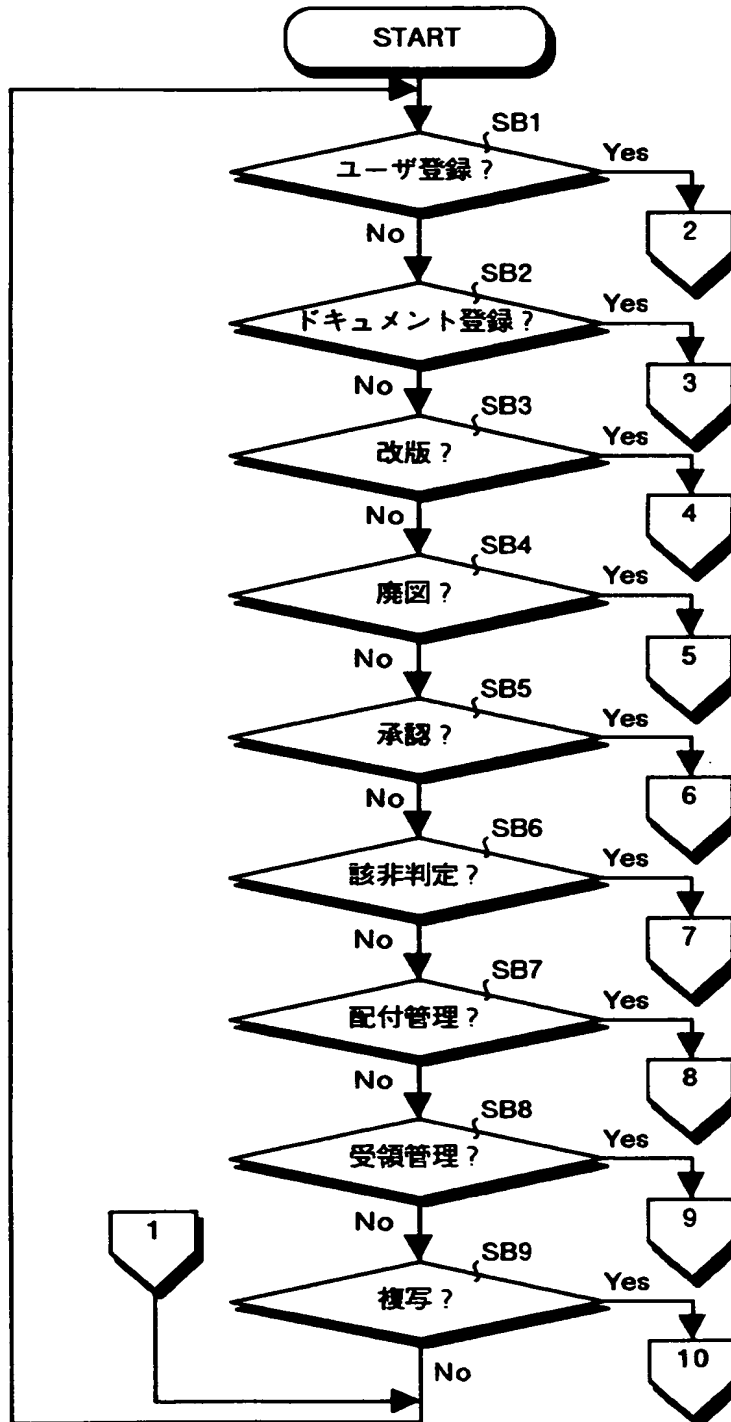 START
SB1
ユーザ登録？
Yes
2
No
SB2
ドキュメント登録？
Yes
3
No
SB3
改版？
Yes
4
No
SB4
廃図？
Yes
5
No
SB5
承認？
Yes
6
No
SB6
該非判定？
Yes
7
No
SB7
配付管理？
Yes
8
No
SB8
受領管理？
Yes
9
No
1
SB9
複写？
Yes
10
No